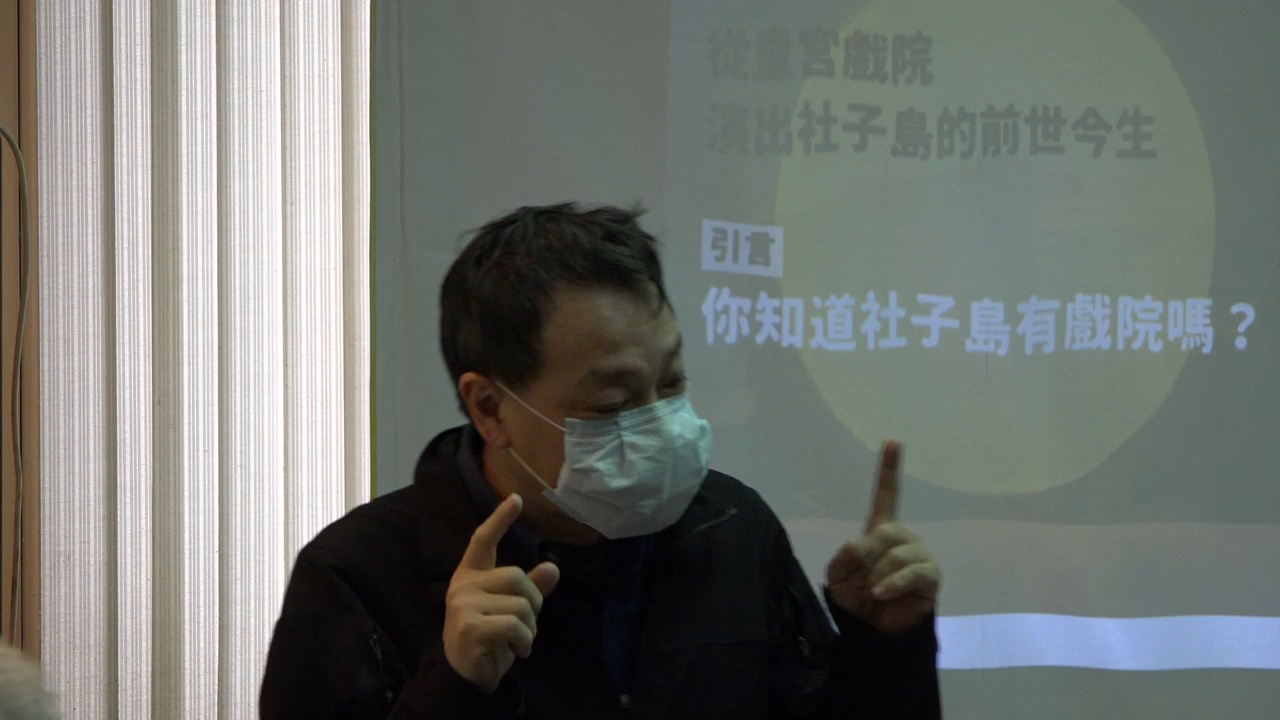 從皇宮戲院
演出社子島的前世今生
引言
你知道社子島有戲院嗎？